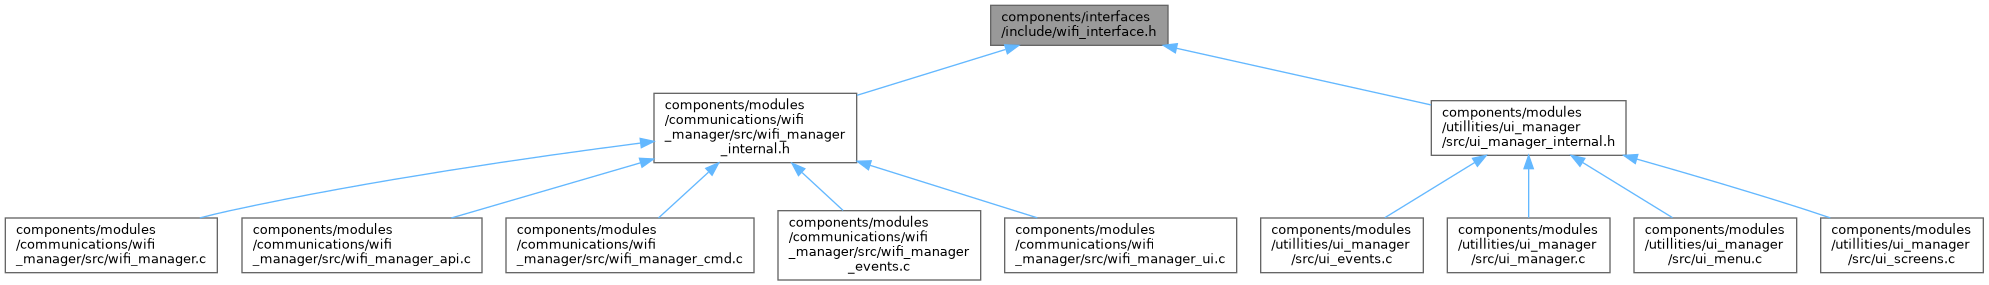 components/interfaces
/include/wifi_interface.h
components/modules
/communications/wifi
_manager/src/wifi_manager
_internal.h
components/modules
/utillities/ui_manager
/src/ui_manager_internal.h
components/modules
/communications/wifi
_manager/src/wifi_manager.c
components/modules
/communications/wifi
_manager/src/wifi_manager_api.c
components/modules
/communications/wifi
_manager/src/wifi_manager_cmd.c
components/modules
/communications/wifi
_manager/src/wifi_manager
_events.c
components/modules
/communications/wifi
_manager/src/wifi_manager_ui.c
components/modules
/utillities/ui_manager
/src/ui_events.c
components/modules
/utillities/ui_manager
/src/ui_manager.c
components/modules
/utillities/ui_manager
/src/ui_menu.c
components/modules
/utillities/ui_manager
/src/ui_screens.c